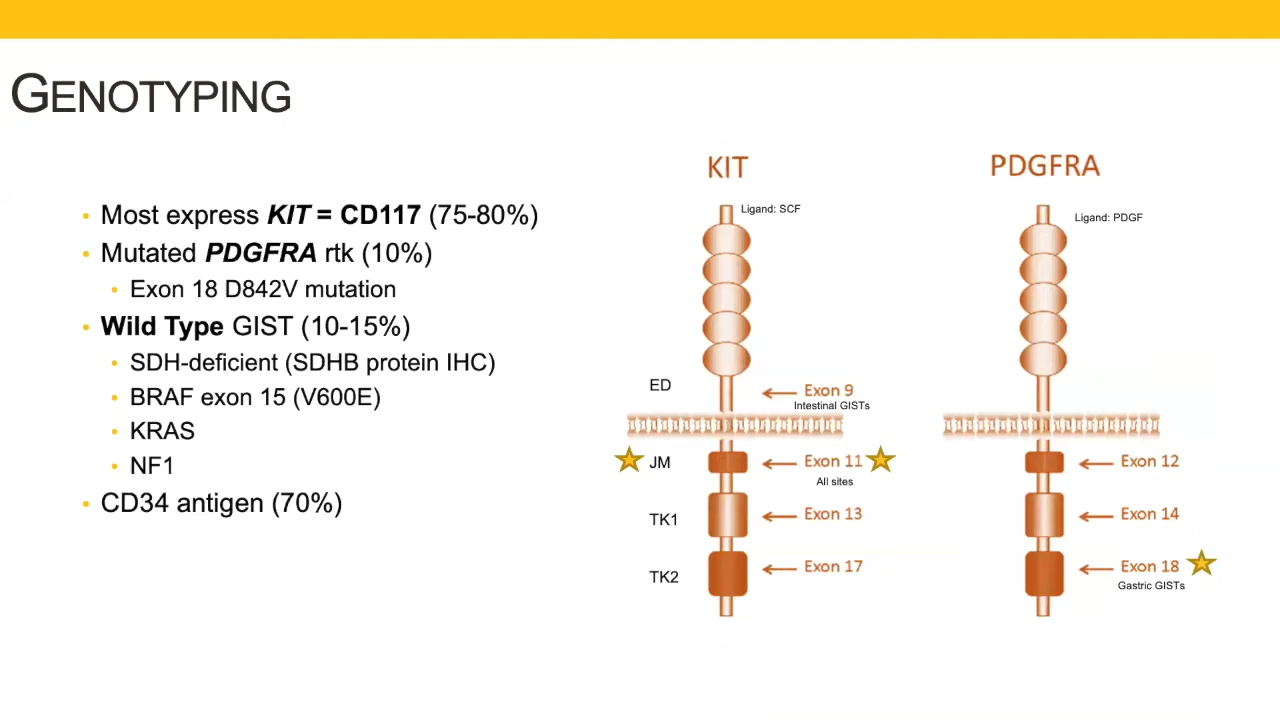 GENOTYPING
• Most express KIT = CD117 (75-80%)
• Mutated PDGFRA rtk (10%)
• Exon 18 D842V mutation
• Wild Type GIST (10-15%)
• SDH-deficient (SDHB protein IHC)
• BRAF exon 15 (V600E)
• KRAS
• NF1
• CD34 antigen (70%)
KIT
Ligand: SCF
ED
Exon 9
Intestinal GISTs
JM
Exon 11
All sites
TK1
Exon 13
TK2
Exon 17
PDGFRA
Ligand: PDGF
Exon 12
Exon 14
Exon 18
Gastric GISTs